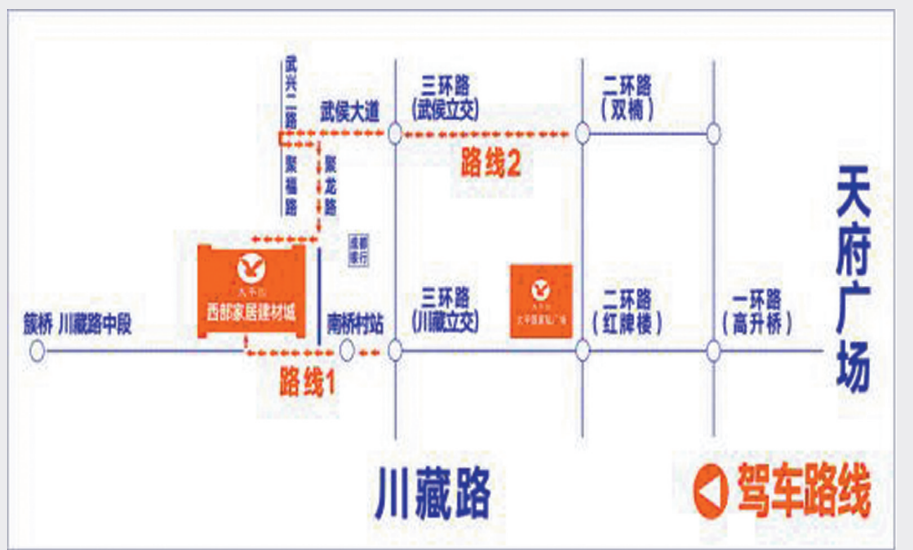 武兴二路
武侯大道
三环路
(武侯立交)
二环路
(双楠)
路线2
聚福路
聚龙路
天府广场
成都
银行
太平园
西部家居建材城
簇桥 川藏路中段
南桥村站
三环路
(川藏立交)
二环路
(红牌楼)
一环路
(高升桥)
路线1
川藏路
驾车路线